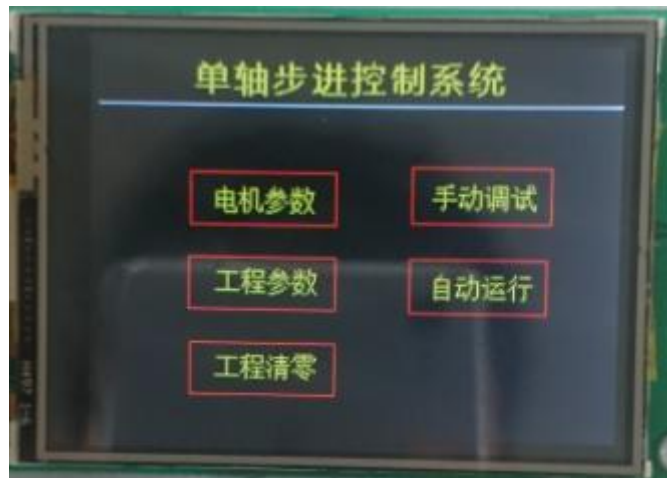 单轴步进控制系统
电机参数 手动调试
工程参数 自动运行
工程清零